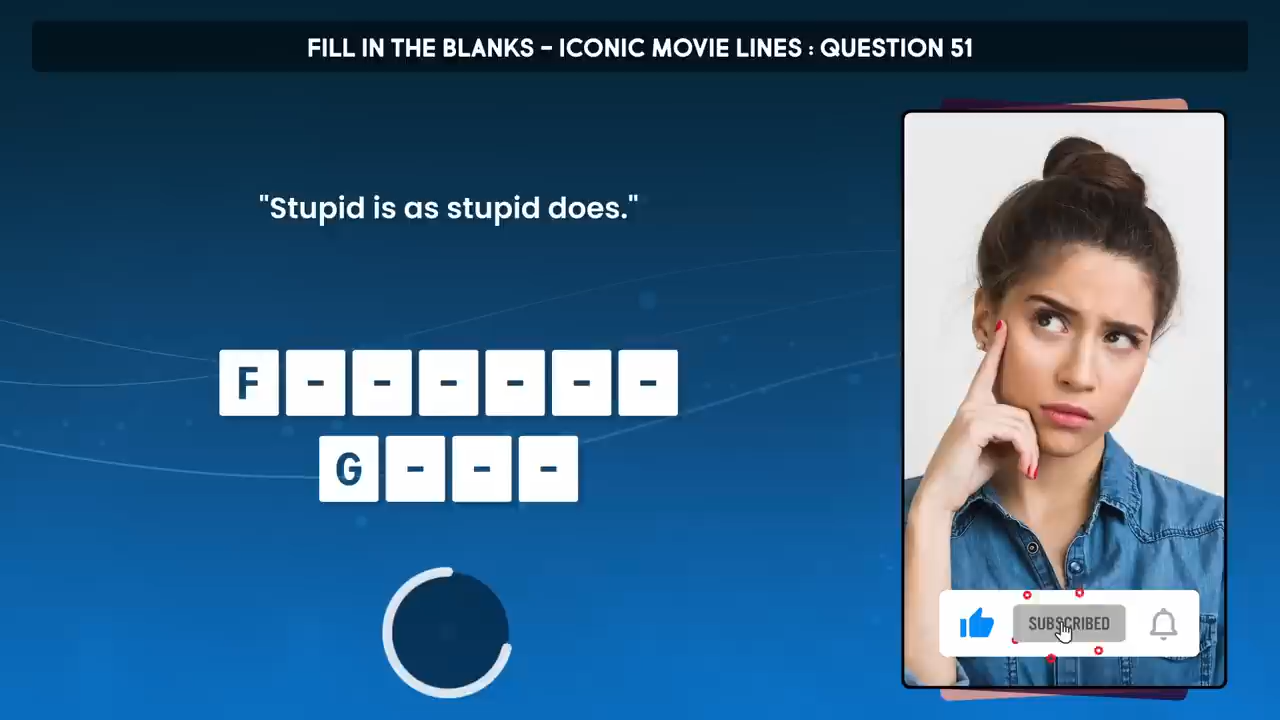 FILL IN THE BLANKS - ICONIC MOVIE LINES : QUESTION 51
"Stupid is as stupid does."
F - - - - - -
G - - -
SUBSCRIBED